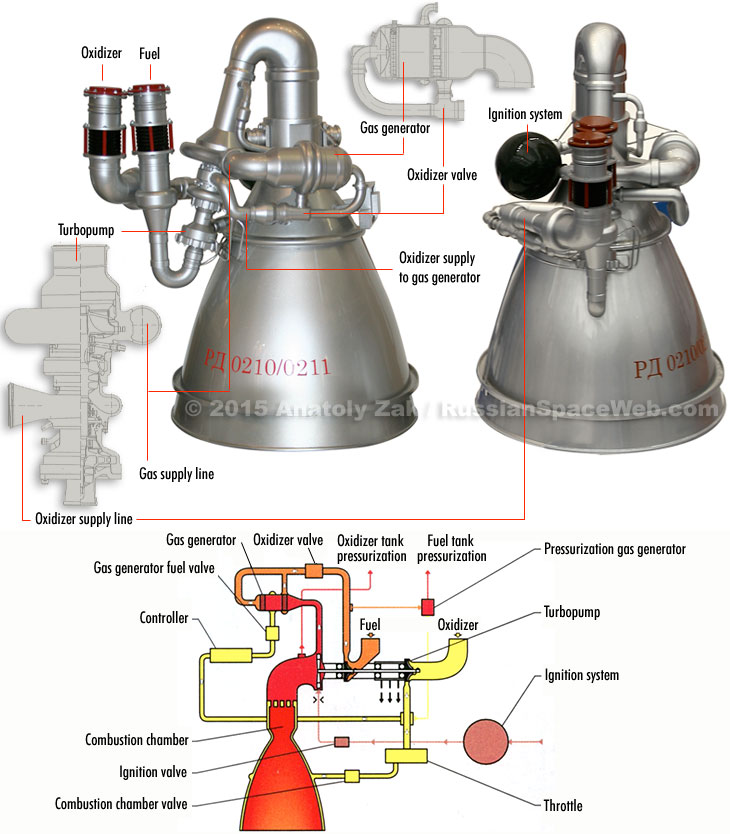 Oxidizer
Fuel
Gas generator
Ignition system
Oxidizer valve
Turbopump
Oxidizer supply
to gas generator
РД 0210/0211
РД 0210/0
© 2015 Anatoly Zak / RussianSpaceWeb.com
Gas supply line
Oxidizer supply line
Gas generator
Oxidizer valve
Oxidizer tank
pressurization
Fuel tank
pressurization
Pressurization gas generator
Gas generator fuel valve
Controller
Fuel
Oxidizer
Turbopump
Ignition system
Combustion chamber
Ignition valve
Combustion chamber valve
Throttle